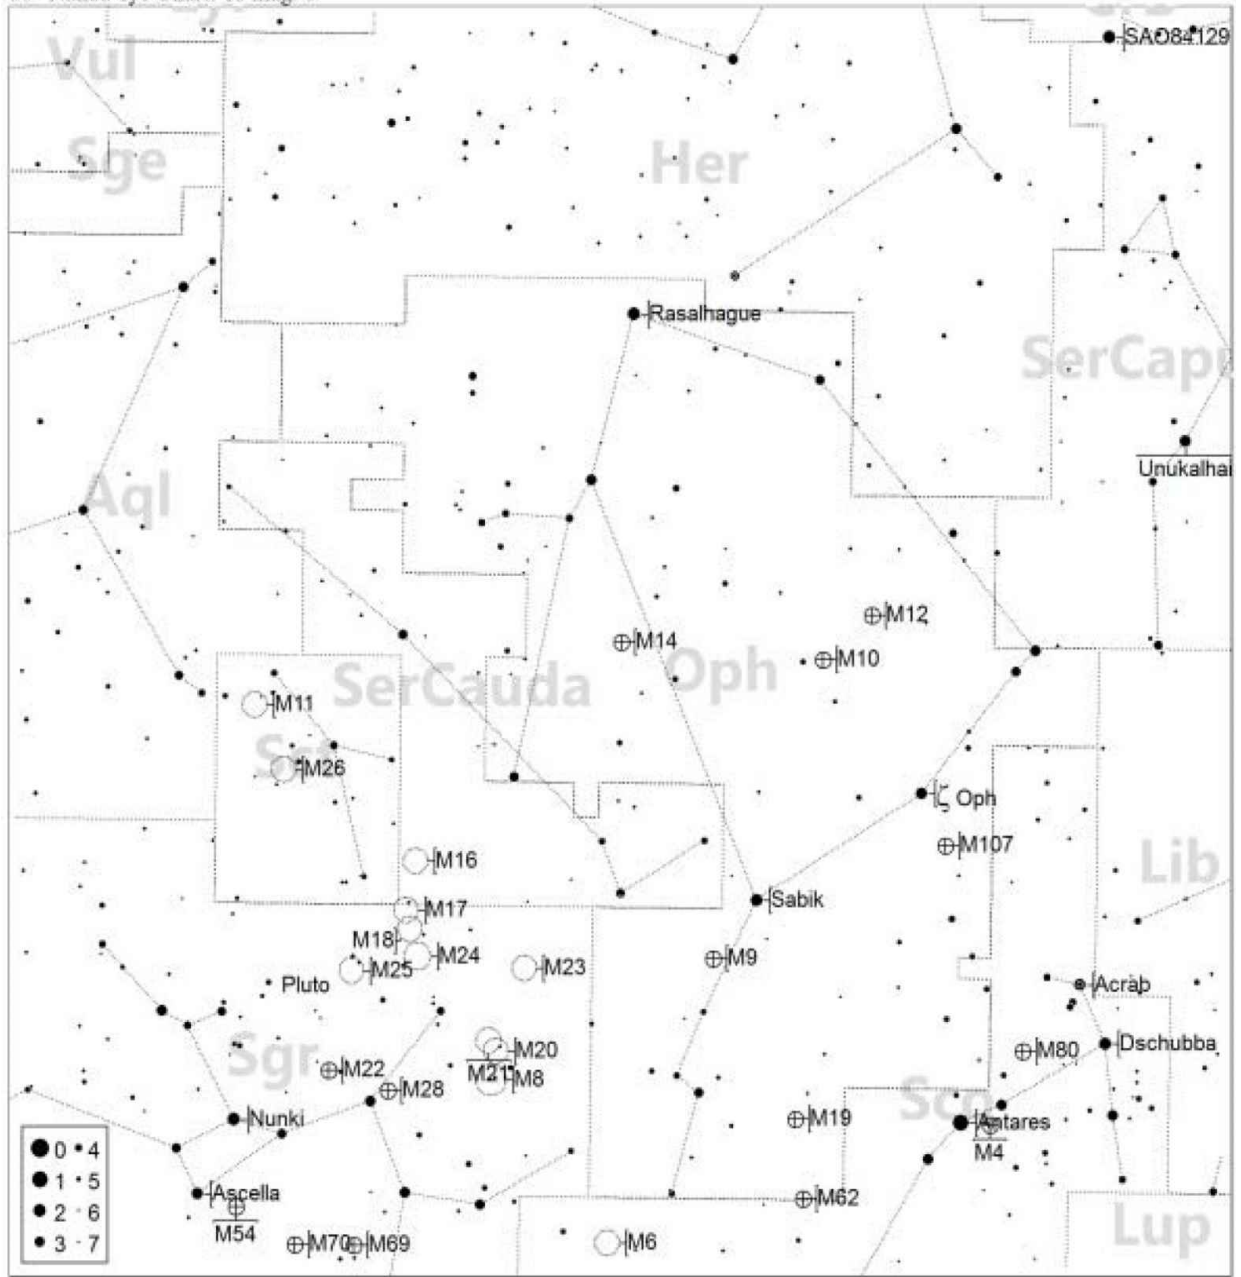 SAO84129
Vul
Sge
Her
Rasalhague
SerCapu
Unukalhai
Aql
M12
M14
M10
Oph
SerCauda
M11
Sct
M26
ζ Oph
M107
M16
Lib
Sabik
M17
M18
M24
M9
M25
M23
Pluto
Acrab
Dschubba
Sgr
M20
M80
M22
M21
M8
M28
Sco
Nunki
M19
Antares
M4
0 4
1 5
2 6
3 7
Ascella
M62
M54
Lup
M70
M69
M6